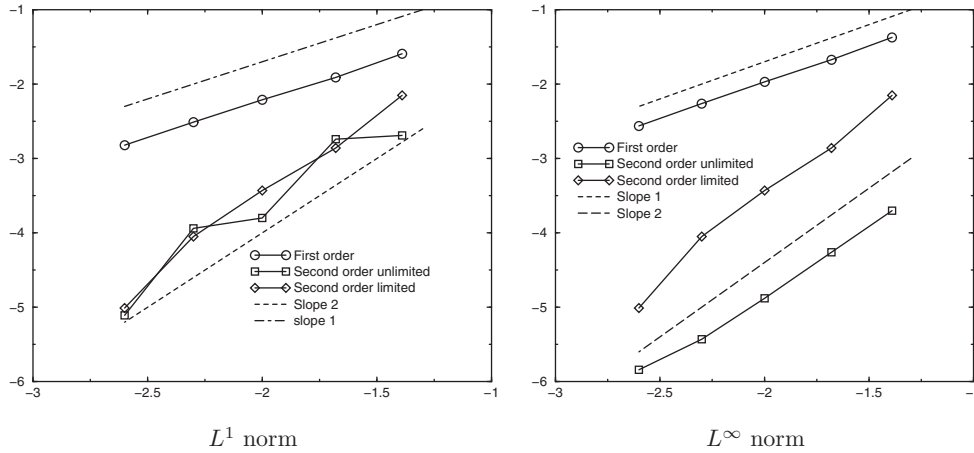 -1
-2
-3
-4
-5
-6
-3
-2.5
-2
-1.5
-1
First order
Second order unlimited
Second order limited
Slope 2
slope 1
L¹ norm
-1
-2
-3
-4
-5
-6
-3
-2.5
-2
-1.5
First order
Second order unlimited
Second order limited
Slope 1
Slope 2
L∞ norm